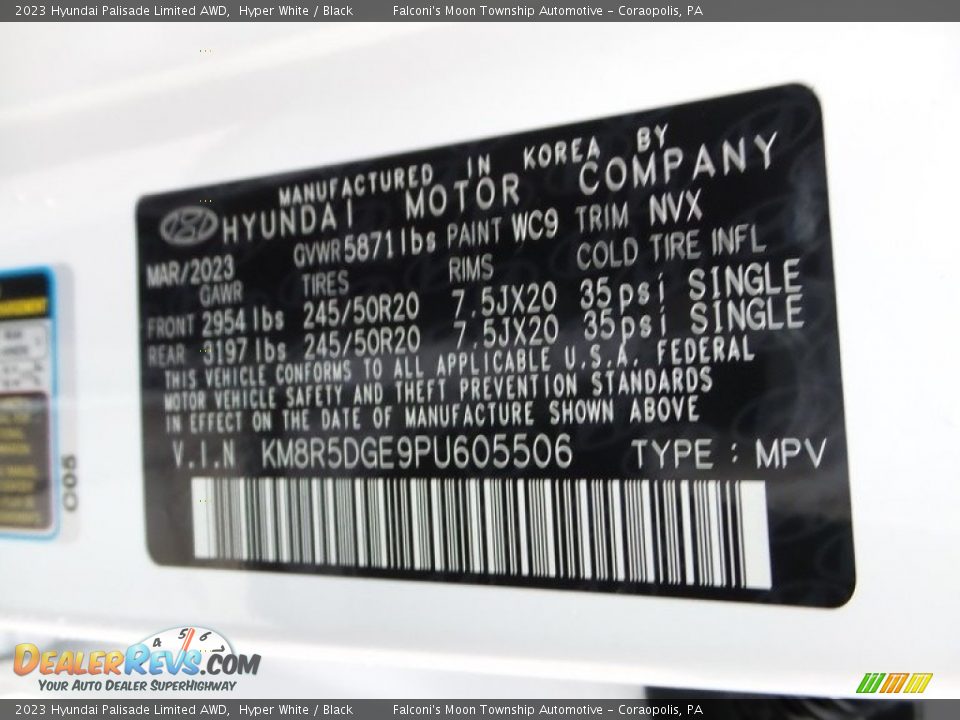 2023 Hyundai Palisade Limited AWD, Hyper White / Black Falconi's Moon Township Automotive - Coraopolis, PA
MANUFACTURED IN KOREA BY
HYUNDAI MOTOR COMPANY
MAR/2023 GVWR 5871 lbs PAINT WC9 TRIM NVX
GAWR TIRES RIMS COLD TIRE INFL
FRONT 2954 lbs 245/50R20 7.5JX20 35psi SINGLE
REAR 3197 lbs 245/50R20 7.5JX20 35psi SINGLE
THIS VEHICLE CONFORMS TO ALL APPLICABLE U.S.A. FEDERAL
MOTOR VEHICLE SAFETY AND THEFT PREVENTION STANDARDS
IN EFFECT ON THE DATE OF MANUFACTURE SHOWN ABOVE
V.I.N KM8R5DGE9PU605506 TYPE : MPV
C05
4 5 6
DEALERREVS.COM
YOUR AUTO DEALER SUPERHIGHWAY
2023 Hyundai Palisade Limited AWD, Hyper White / Black Falconi's Moon Township Automotive - Coraopolis, PA